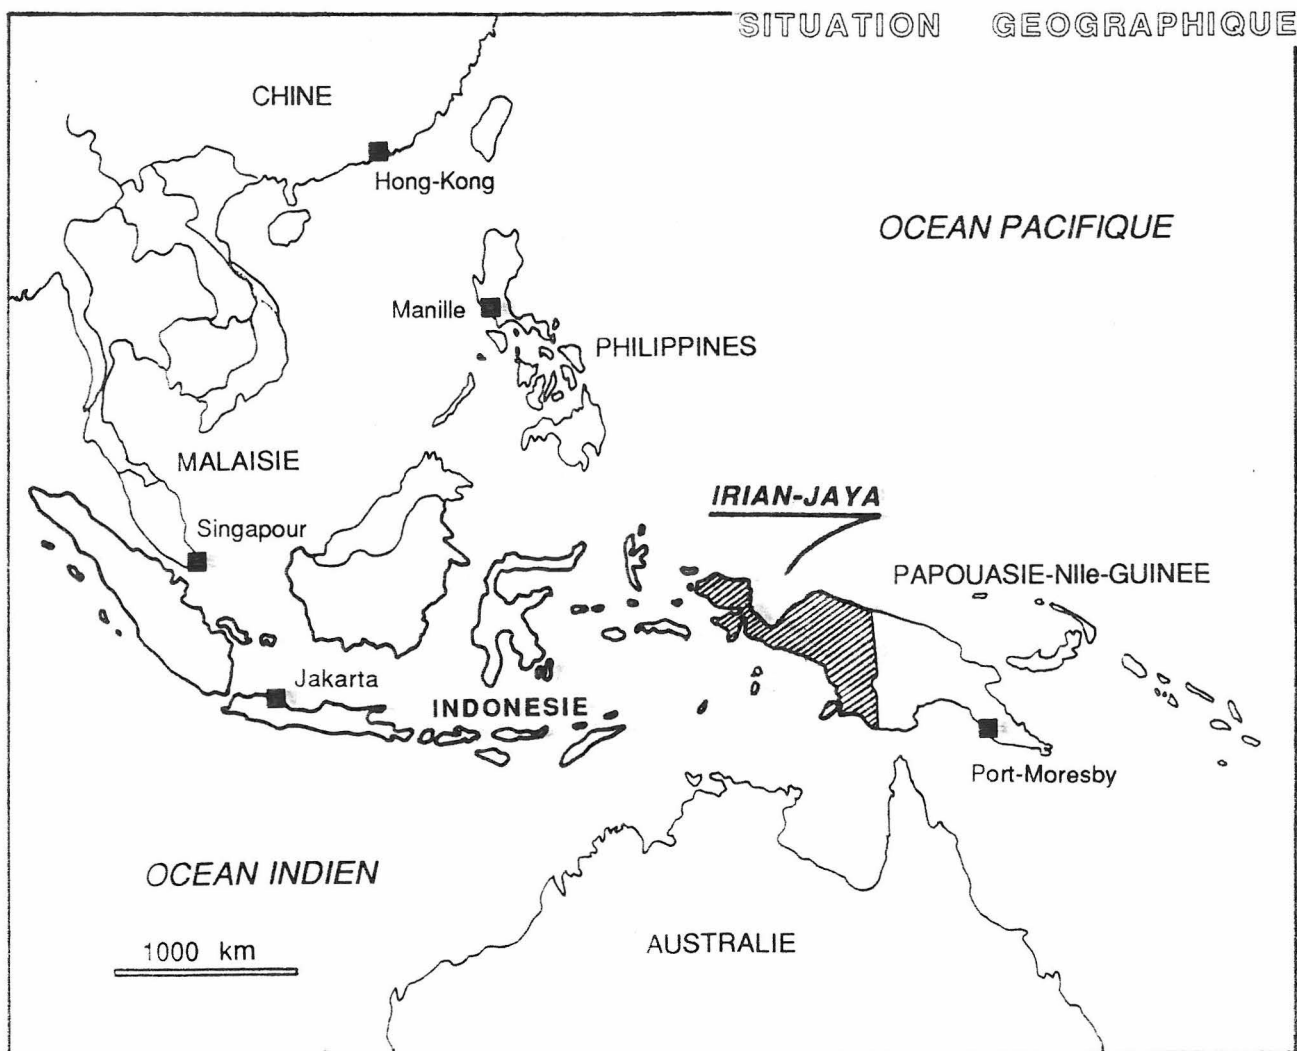 SITUATION GEOGRAPHIQUE
CHINE
Hong-Kong
OCEAN PACIFIQUE
Manille
PHILIPPINES
MALAISIE
IRIAN-JAYA
Singapour
PAPOUASIE-Nlle-GUINEE
Jakarta
INDONESIE
Port-Moresby
OCEAN INDIEN
AUSTRALIE
1000 km